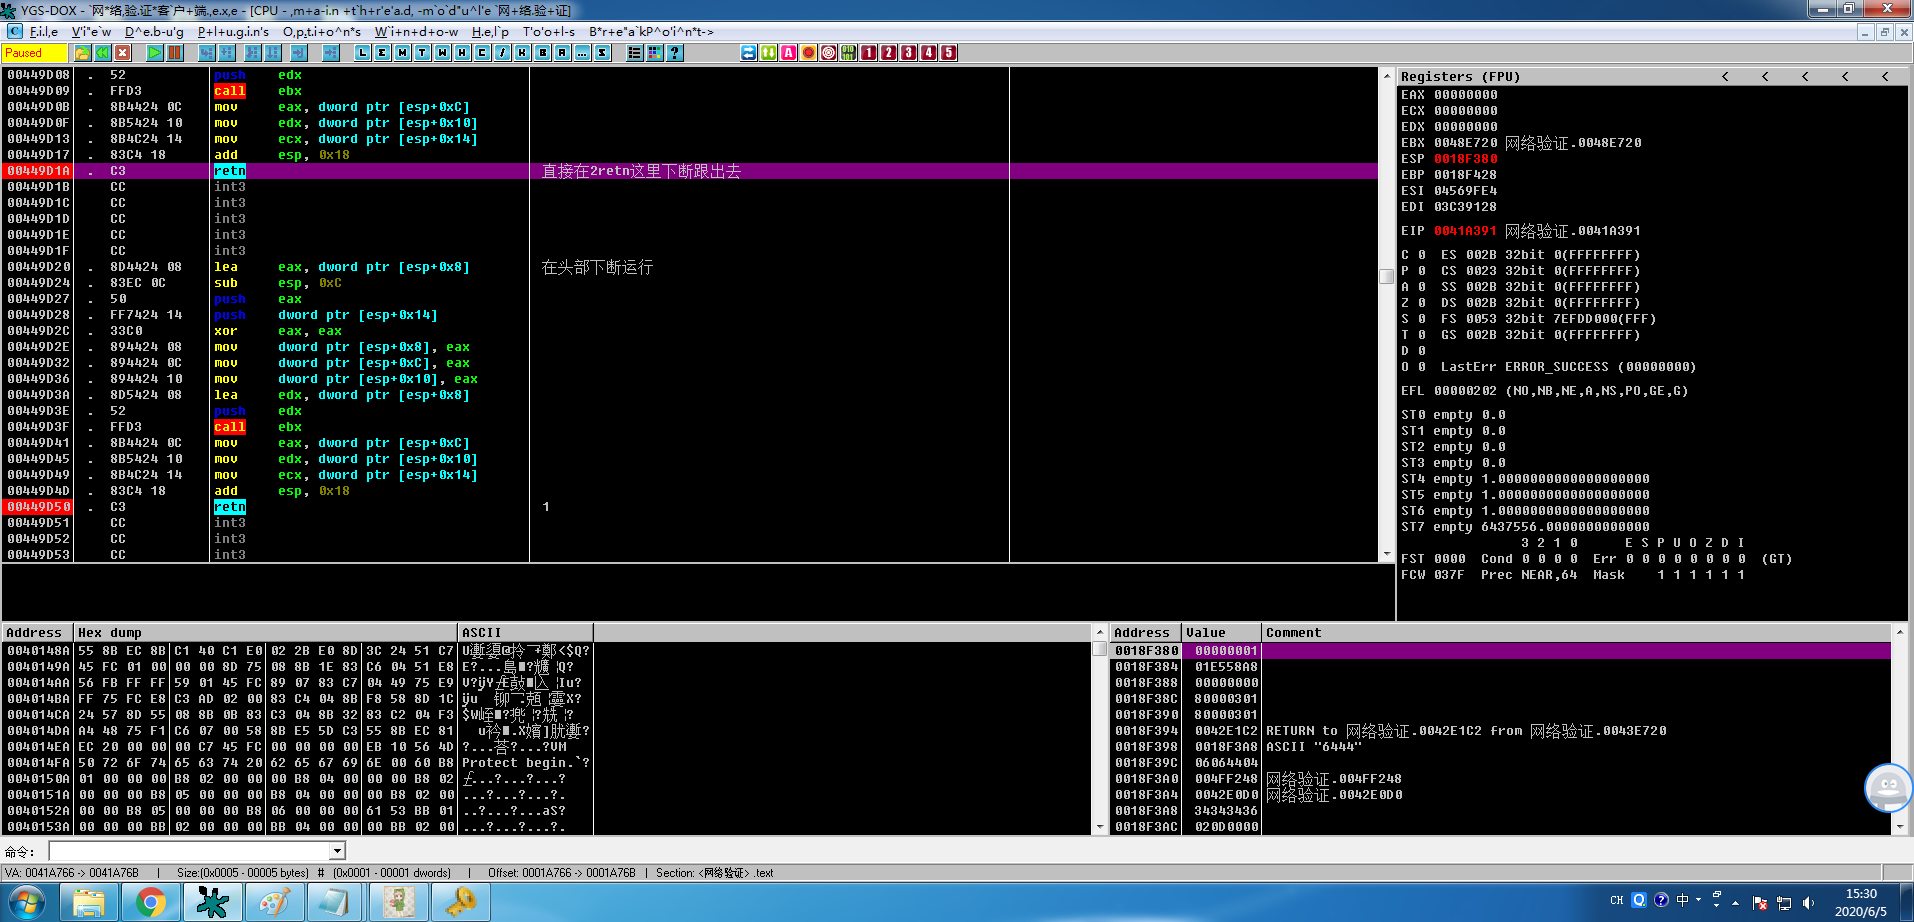 YGS-DOX - `网*络.验.证*客`户+端.,e.x,e - [CPU - ,m+a-i.n +t`h+r'e'a.d, -m`o`d"u^l'e `网+络.验+证]
F.i.l,e V'i"e`w D^e.b-u'g P+l+u.g.i.n's O,p,t.i+o^n*s W`i+n+d+o-w H.e,l`p T'o'o+l-s B*r+e"a`kP^o'i^n*t->
Paused L E M T W H C / K B R ... S ? 1 2 3 4 5
00449D08 . 52 push edx
00449D09 . FFD3 call ebx
00449D0B . 8B4424 0C mov eax, dword ptr [esp+0xC]
00449D0F . 8B5424 10 mov edx, dword ptr [esp+0x10]
00449D13 . 8B4C24 14 mov ecx, dword ptr [esp+0x14]
00449D17 . 83C4 18 add esp, 0x18
00449D1A . C3 retn 直接在2retn这里下断跟出去
00449D1B CC int3
00449D1C CC int3
00449D1D CC int3
00449D1E CC int3
00449D1F CC int3
00449D20 . 8D4424 08 lea eax, dword ptr [esp+0x8] 在头部下断运行
00449D24 . 83EC 0C sub esp, 0xC
00449D27 . 50 push eax
00449D28 . FF7424 14 push dword ptr [esp+0x14]
00449D2C . 33C0 xor eax, eax
00449D2E . 894424 08 mov dword ptr [esp+0x8], eax
00449D32 . 894424 0C mov dword ptr [esp+0xC], eax
00449D36 . 894424 10 mov dword ptr [esp+0x10], eax
00449D3A . 8D5424 08 lea edx, dword ptr [esp+0x8]
00449D3E . 52 push edx
00449D3F . FFD3 call ebx
00449D41 . 8B4424 0C mov eax, dword ptr [esp+0xC]
00449D45 . 8B5424 10 mov edx, dword ptr [esp+0x10]
00449D49 . 8B4C24 14 mov ecx, dword ptr [esp+0x14]
00449D4D . 83C4 18 add esp, 0x18
00449D50 . C3 retn 1
00449D51 CC int3
00449D52 CC int3
00449D53 CC int3
Registers (FPU) < < < < <
EAX 00000000
ECX 00000000
EDX 00000000
EBX 0048E720 网络验证.0048E720
ESP 0018F380
EBP 0018F428
ESI 04569FE4
EDI 03C39128
EIP 0041A391 网络验证.0041A391
C 0 ES 002B 32bit 0(FFFFFFFF)
P 0 CS 0023 32bit 0(FFFFFFFF)
A 0 SS 002B 32bit 0(FFFFFFFF)
Z 0 DS 002B 32bit 0(FFFFFFFF)
S 0 FS 0053 32bit 7EFDD000(FFF)
T 0 GS 002B 32bit 0(FFFFFFFF)
D 0
O 0 LastErr ERROR_SUCCESS (00000000)
EFL 00000202 (NO,NB,NE,A,NS,PO,GE,G)
ST0 empty 0.0
ST1 empty 0.0
ST2 empty 0.0
ST3 empty 0.0
ST4 empty 1.0000000000000000000
ST5 empty 1.0000000000000000000
ST6 empty 1.0000000000000000000
ST7 empty 6437556.0000000000000
3 2 1 0 E S P U O Z D I
FST 0000 Cond 0 0 0 0 Err 0 0 0 0 0 0 0 0 (GT)
FCW 037F Prec NEAR,64 Mask 1 1 1 1 1 1
Address Hex dump ASCII
0040148A 55 8B EC 8B C1 40 C1 E0 02 2B E0 8D 3C 24 51 C7
0040149A 45 FC 01 00 00 00 8D 75 08 8B 1E 83 C6 04 51 E8
004014AA 56 FB FF FF 59 01 45 FC 89 07 83 C7 04 49 75 E9
004014BA FF 75 FC E8 C3 AD 02 00 83 C4 04 8B F8 58 8D 1C
004014CA 24 57 8D 55 08 8B 0B 83 C3 04 8B 32 83 C2 04 F3
004014DA A4 48 75 F1 C6 07 00 58 8B E5 5D C3 55 8B EC 81
004014EA EC 20 00 00 00 C7 45 FC 00 00 00 00 EB 10 56 4D
004014FA 50 72 6F 74 65 63 74 20 62 65 67 69 6E 00 60 B8 Protect begin.`?
0040150A 01 00 00 00 B8 02 00 00 00 B8 04 00 00 00 B8 02
0040151A 00 00 00 B8 05 00 00 00 B8 04 00 00 00 B8 02 00 ...?...?...?.
0040152A 00 00 B8 05 00 00 00 B8 06 00 00 00 61 53 BB 01 ..?...?...aS?
0040153A 00 00 00 BB 02 00 00 00 BB 04 00 00 00 BB 02 00 ...?...?...?.
Address Value Comment
0018F380 00000001
0018F384 01E558A8
0018F388 00000000
0018F38C 80000301
0018F390 80000301
0018F394 0042E1C2 RETURN to 网络验证.0042E1C2 from 网络验证.0043E720
0018F398 0018F3A8 ASCII "6444"
0018F39C 06064404
0018F3A0 004FF248 网络验证.004FF248
0018F3A4 0042E0D0 网络验证.0042E0D0
0018F3A8 34343436
0018F3AC 020D0000
命令:
VA: 0041A766 -> 0041A76B | Size:(0x0005 - 00005 bytes) # (0x0001 - 00001 dwords) | Offset: 0001A766 -> 0001A76B | Section: <网络验证> .text
CH 中
15:30
2020/6/5